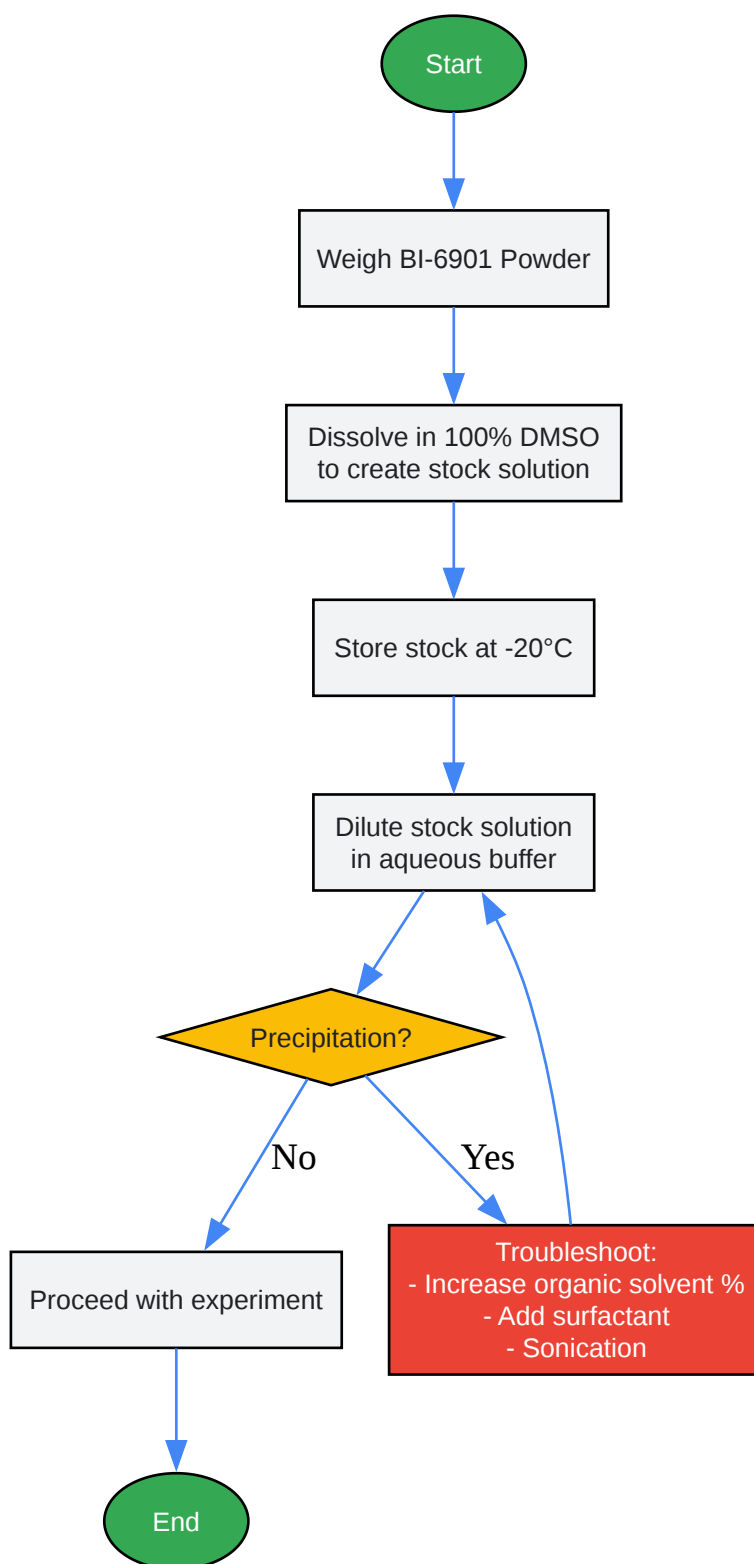 Start
Weigh BI-6901 Powder
Dissolve in 100% DMSO
to create stock solution
Store stock at -20°C
Dilute stock solution
in aqueous buffer
Precipitation?
No
Yes
Proceed with experiment
Troubleshoot:
- Increase organic solvent %
- Add surfactant
- Sonication
End